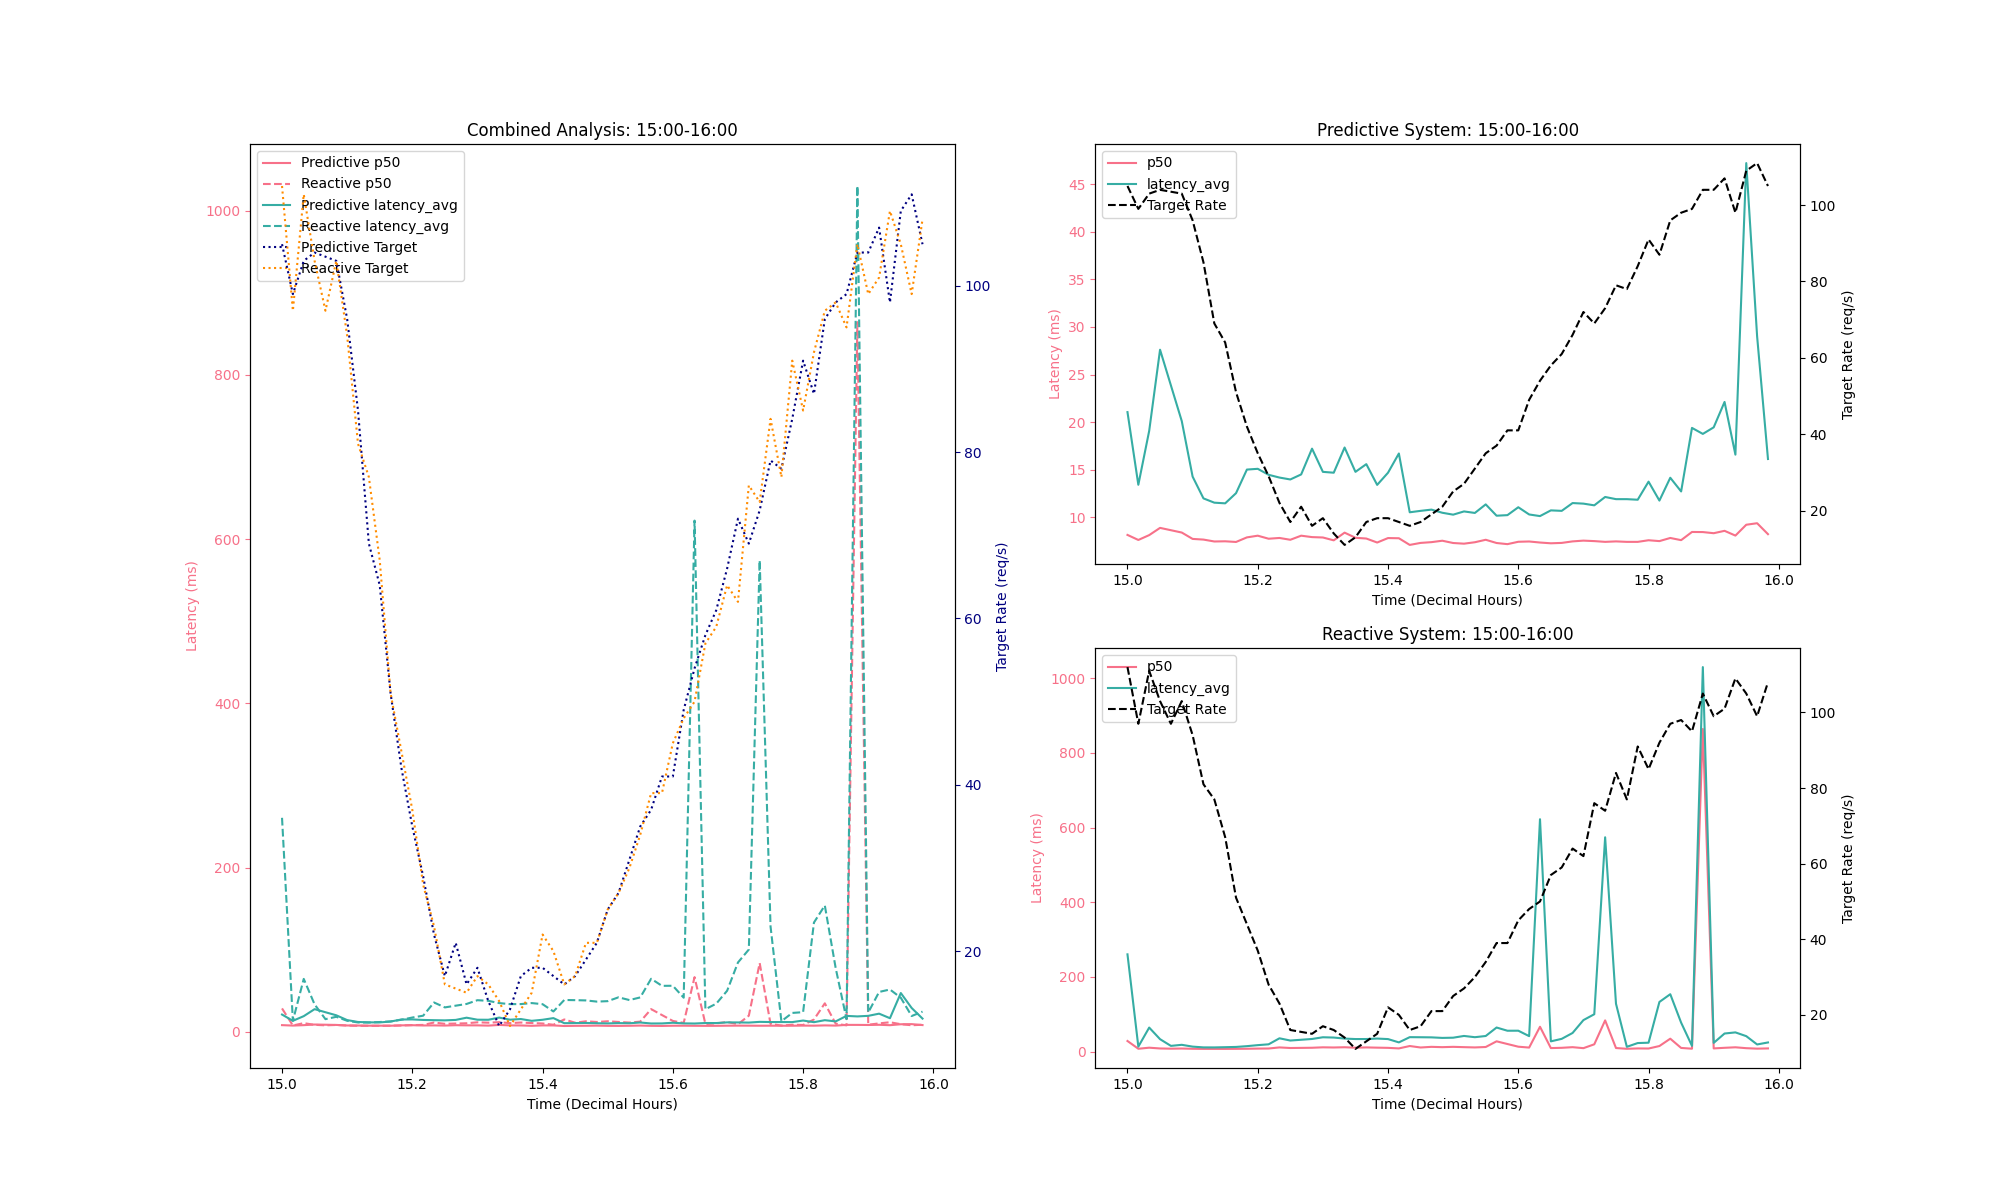 Combined Analysis: 15:00-16:00
Predictive p50
Reactive p50
Predictive latency_avg
Reactive latency_avg
Predictive Target
Reactive Target
Latency (ms)
1000
800
600
400
200
0
100
80
60
40
20
Target Rate (req/s)
15.0 15.2 15.4 15.6 15.8 16.0
Time (Decimal Hours)
Predictive System: 15:00-16:00
p50
latency_avg
Target Rate
Latency (ms)
45
40
35
30
25
20
15
10
100
80
60
40
20
Target Rate (req/s)
15.0 15.2 15.4 15.6 15.8 16.0
Time (Decimal Hours)
Reactive System: 15:00-16:00
p50
latency_avg
Target Rate
Latency (ms)
1000
800
600
400
200
0
100
80
60
40
20
Target Rate (req/s)
15.0 15.2 15.4 15.6 15.8 16.0
Time (Decimal Hours)